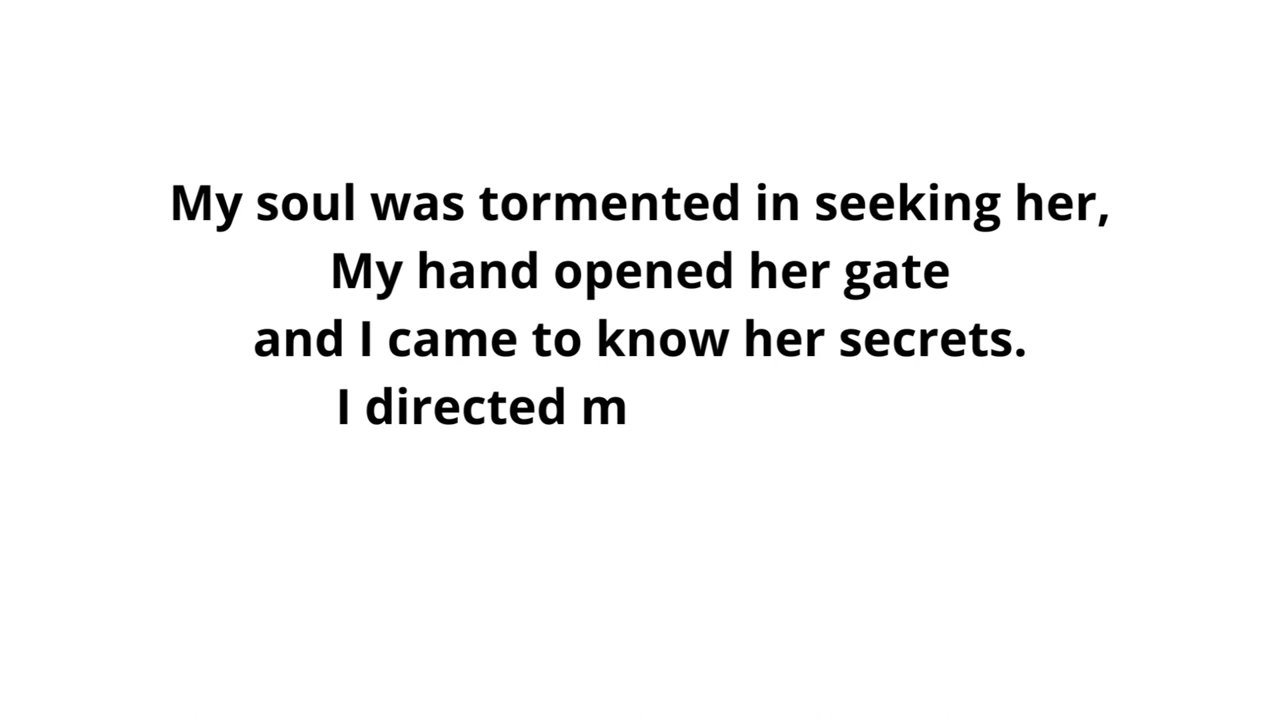 My soul was tormented in seeking her,
My hand opened her gate
and I came to know her secrets.
I directed m